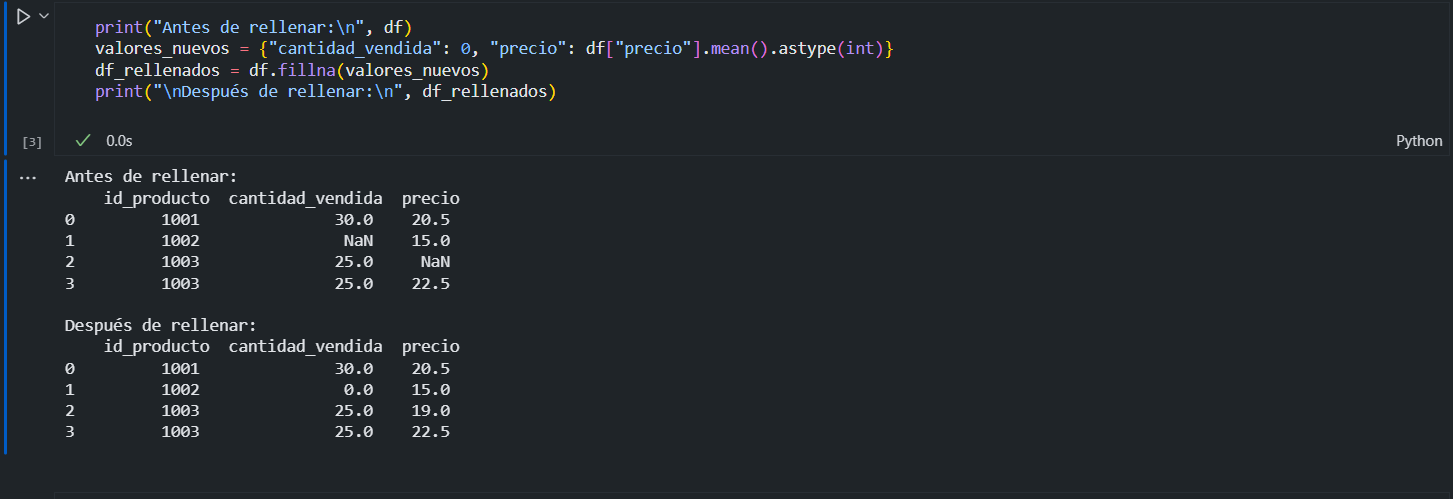 print("Antes de rellenar:\n", df)
valores_nuevos = {"cantidad_vendida": 0, "precio": df["precio"].mean().astype(int)}
df_rellenados = df.fillna(valores_nuevos)
print("\nDespués de rellenar:\n", df_rellenados)
[3] 0.0s Python
... Antes de rellenar:
id_producto cantidad_vendida precio
0 1001 30.0 20.5
1 1002 NaN 15.0
2 1003 25.0 NaN
3 1003 25.0 22.5
Después de rellenar:
id_producto cantidad_vendida precio
0 1001 30.0 20.5
1 1002 0.0 15.0
2 1003 25.0 19.0
3 1003 25.0 22.5